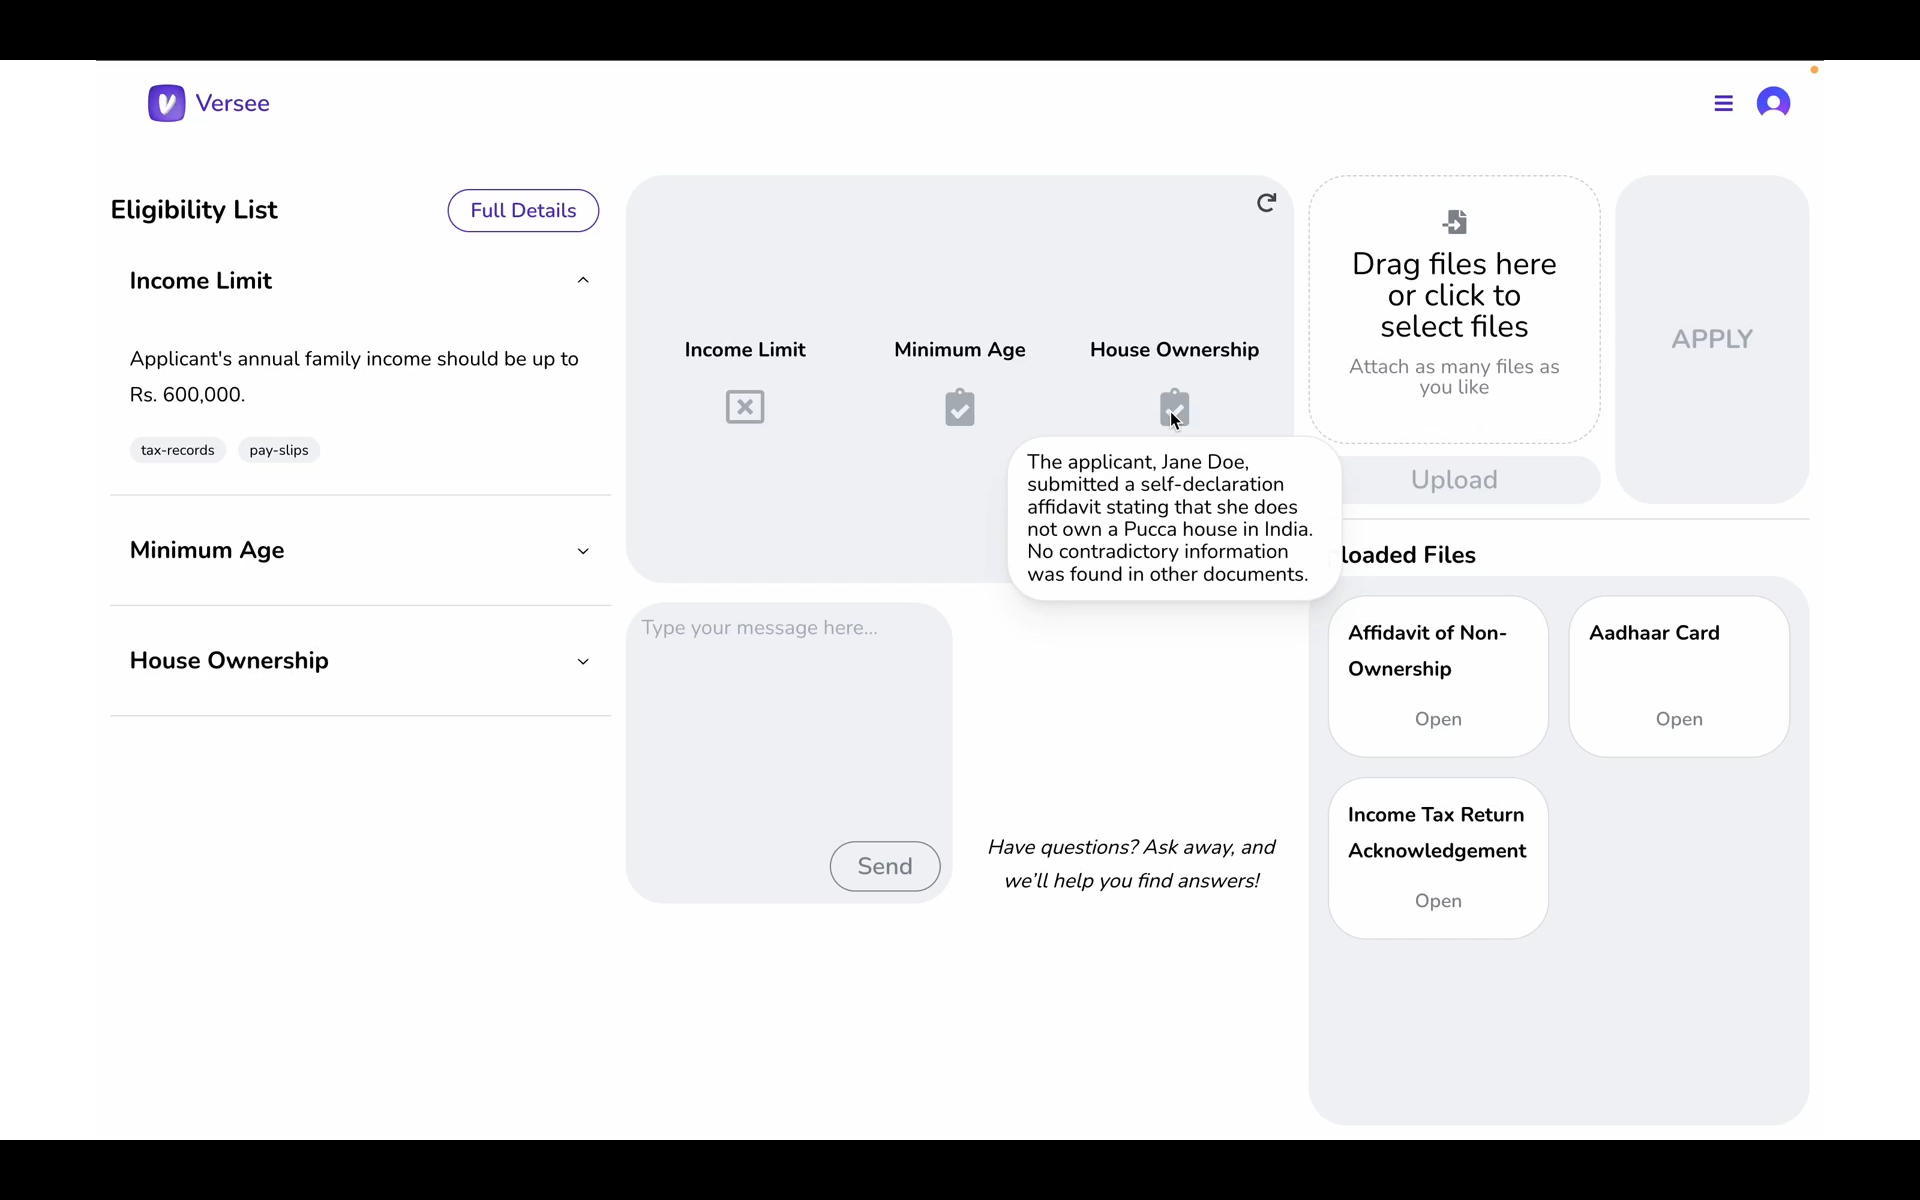 Versee
Eligibility List
Full Details
Income Limit
Applicant's annual family income should be up to
Rs. 600,000.
tax-records
pay-slips
Minimum Age
House Ownership
Income Limit
Minimum Age
House Ownership
The applicant, Jane Doe,
submitted a self-declaration
affidavit stating that she does
not own a Pucca house in India.
No contradictory information
was found in other documents.
Type your message here...
Send
Have questions? Ask away, and
we'll help you find answers!
Drag files here
or click to
select files
Attach as many files as
you like
Upload
APPLY
loaded Files
Affidavit of Non-
Ownership
Open
Aadhaar Card
Open
Income Tax Return
Acknowledgement
Open